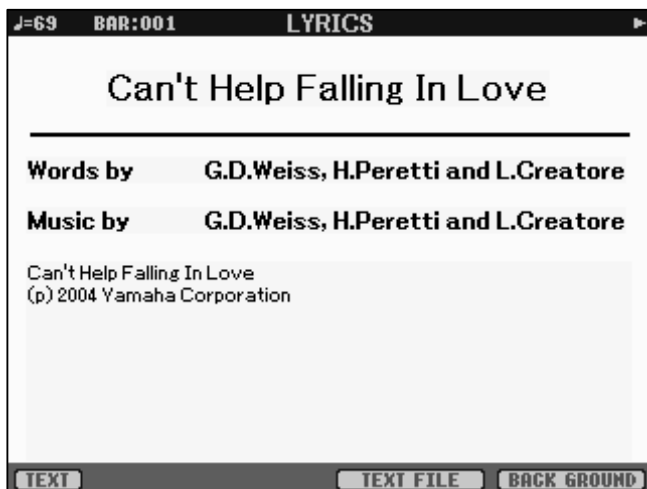 ♩=69 BAR:001 LYRICS
Can't Help Falling In Love
Words by G.D.Weiss, H.Peretti and L.Creatore
Music by G.D.Weiss, H.Peretti and L.Creatore
Can't Help Falling In Love
(p) 2004 Yamaha Corporation
TEXT TEXT FILE BACK GROUND